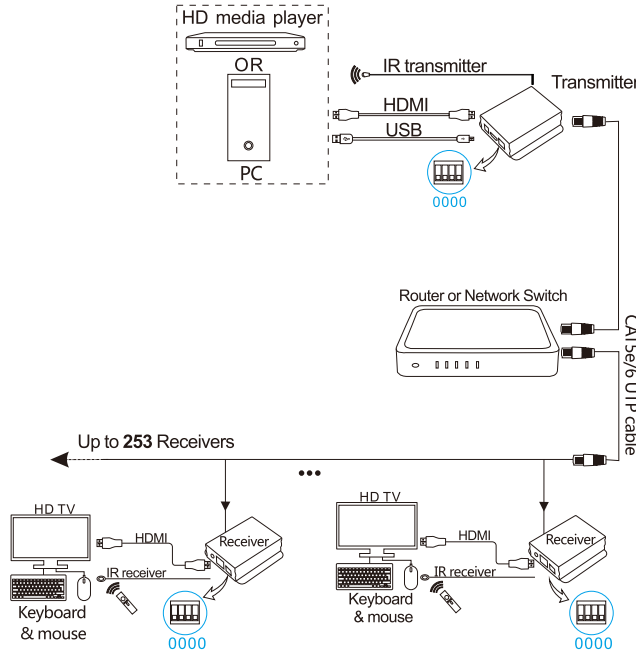 HD media player
OR
PC
IR transmitter
HDMI
USB
Transmitter
0000
Router or Network Switch
CAT5e/6 UTP cable
Up to 253 Receivers
HD TV
HDMI
Receiver
IR receiver
Keyboard
& mouse
0000
HD TV
HDMI
Receiver
IR receiver
Keyboard
& mouse
0000